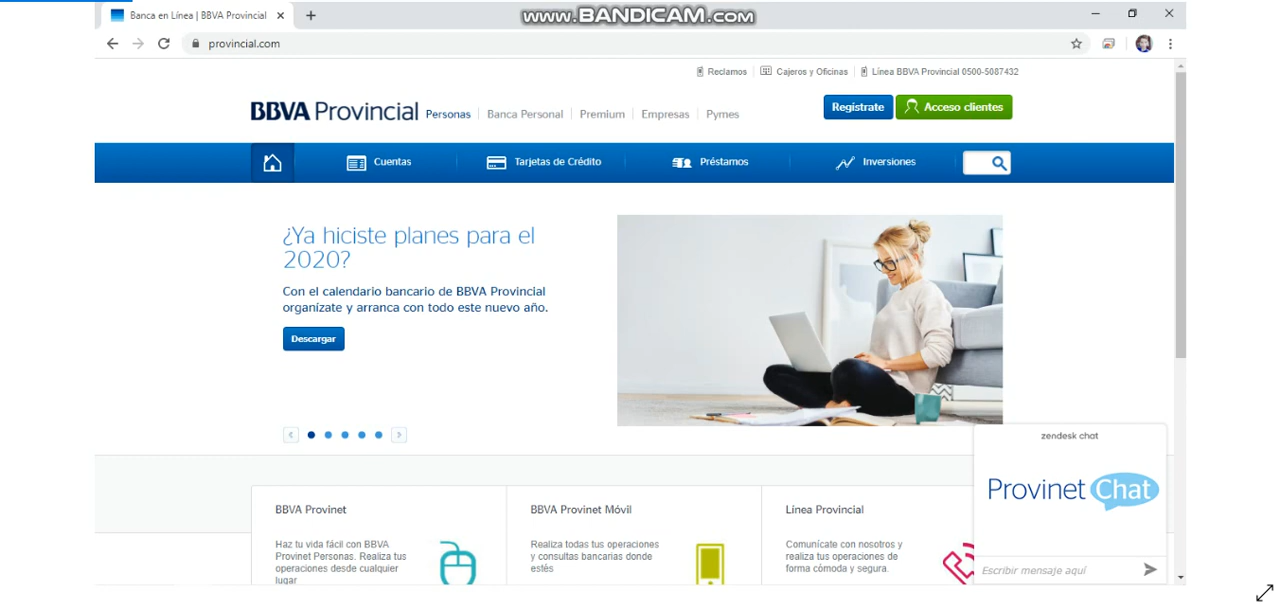 Banca en Línea | BBVA Provincial
www.BANDICAM.com
provincial.com
Reclamos
Cajeros y Oficinas
Línea BBVA Provincial 0500-5087432
BBVA Provincial
Personas
Banca Personal
Premium
Empresas
Pymes
Regístrate
Acceso clientes
Cuentas
Tarjetas de Crédito
Préstamos
Inversiones
¿Ya hiciste planes para el
2020?
Con el calendario bancario de BBVA Provincial
organízate y arranca con todo este nuevo año.
Descargar
zendesk chat
Provinet Chat
Escribir mensaje aquí
BBVA Provinet
Haz tu vida fácil con BBVA
Provinet Personas. Realiza tus
operaciones desde cualquier
lugar
BBVA Provinet Móvil
Realiza todas tus operaciones
y consultas bancarias donde
estés
Línea Provincial
Comunícate con nosotros y
realiza tus operaciones de
forma cómoda y segura.